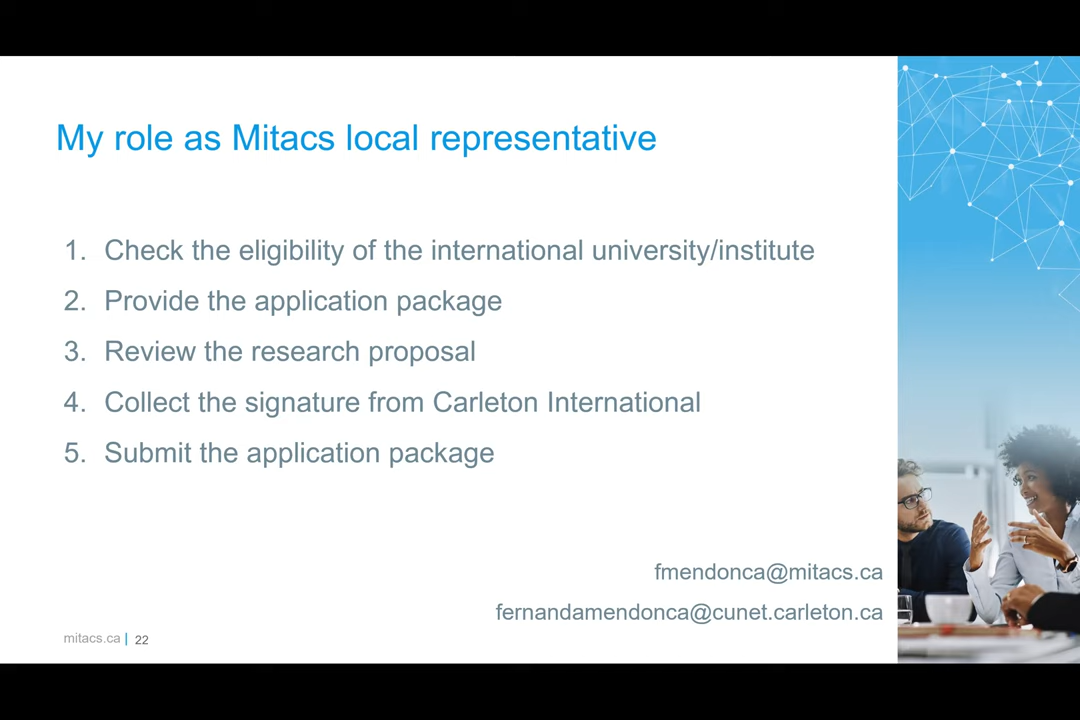 My role as Mitacs local representative
1. Check the eligibility of the international university/institute
2. Provide the application package
3. Review the research proposal
4. Collect the signature from Carleton International
5. Submit the application package
fmendonca@mitacs.ca
fernandamendonca@cunet.carleton.ca
mitacs.ca | 22